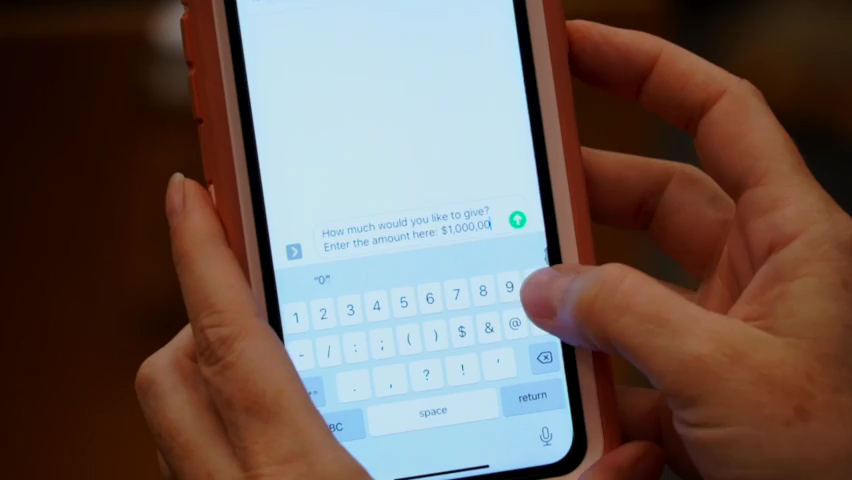 How much would you like to give?
Enter the amount here: $1,000,00
"0"
1 2 3 4 5 6 7 8 9
- / : ; ( ) $ & @
. , ? ! '
space return